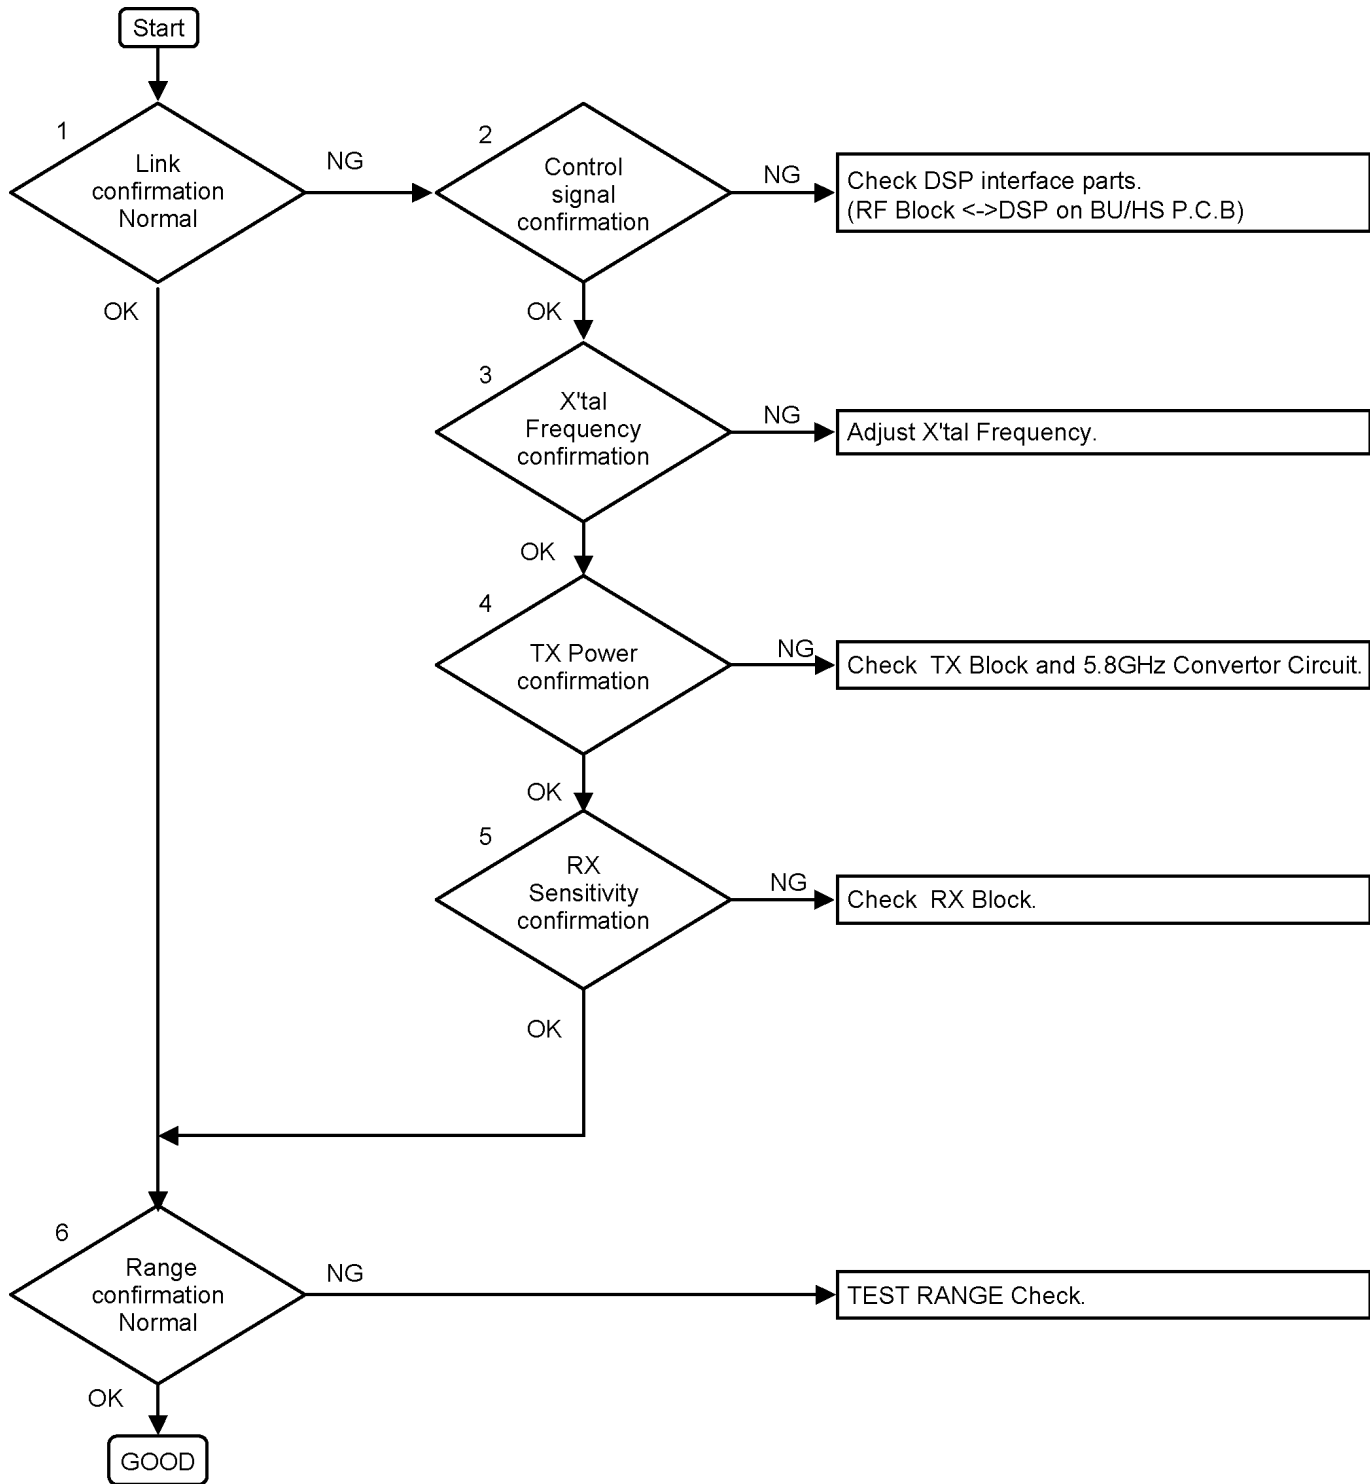 Start
1
Link
confirmation
Normal
NG
OK
2
Control
signal
confirmation
NG
Check DSP interface parts.
(RF Block <->DSP on BU/HS P.C.B)
OK
3
X'tal
Frequency
confirmation
NG
Adjust X'tal Frequency.
OK
4
TX Power
confirmation
NG
Check TX Block and 5.8GHz Convertor Circuit.
OK
5
RX
Sensitivity
confirmation
NG
Check RX Block.
OK
6
Range
confirmation
Normal
NG
TEST RANGE Check.
OK
GOOD